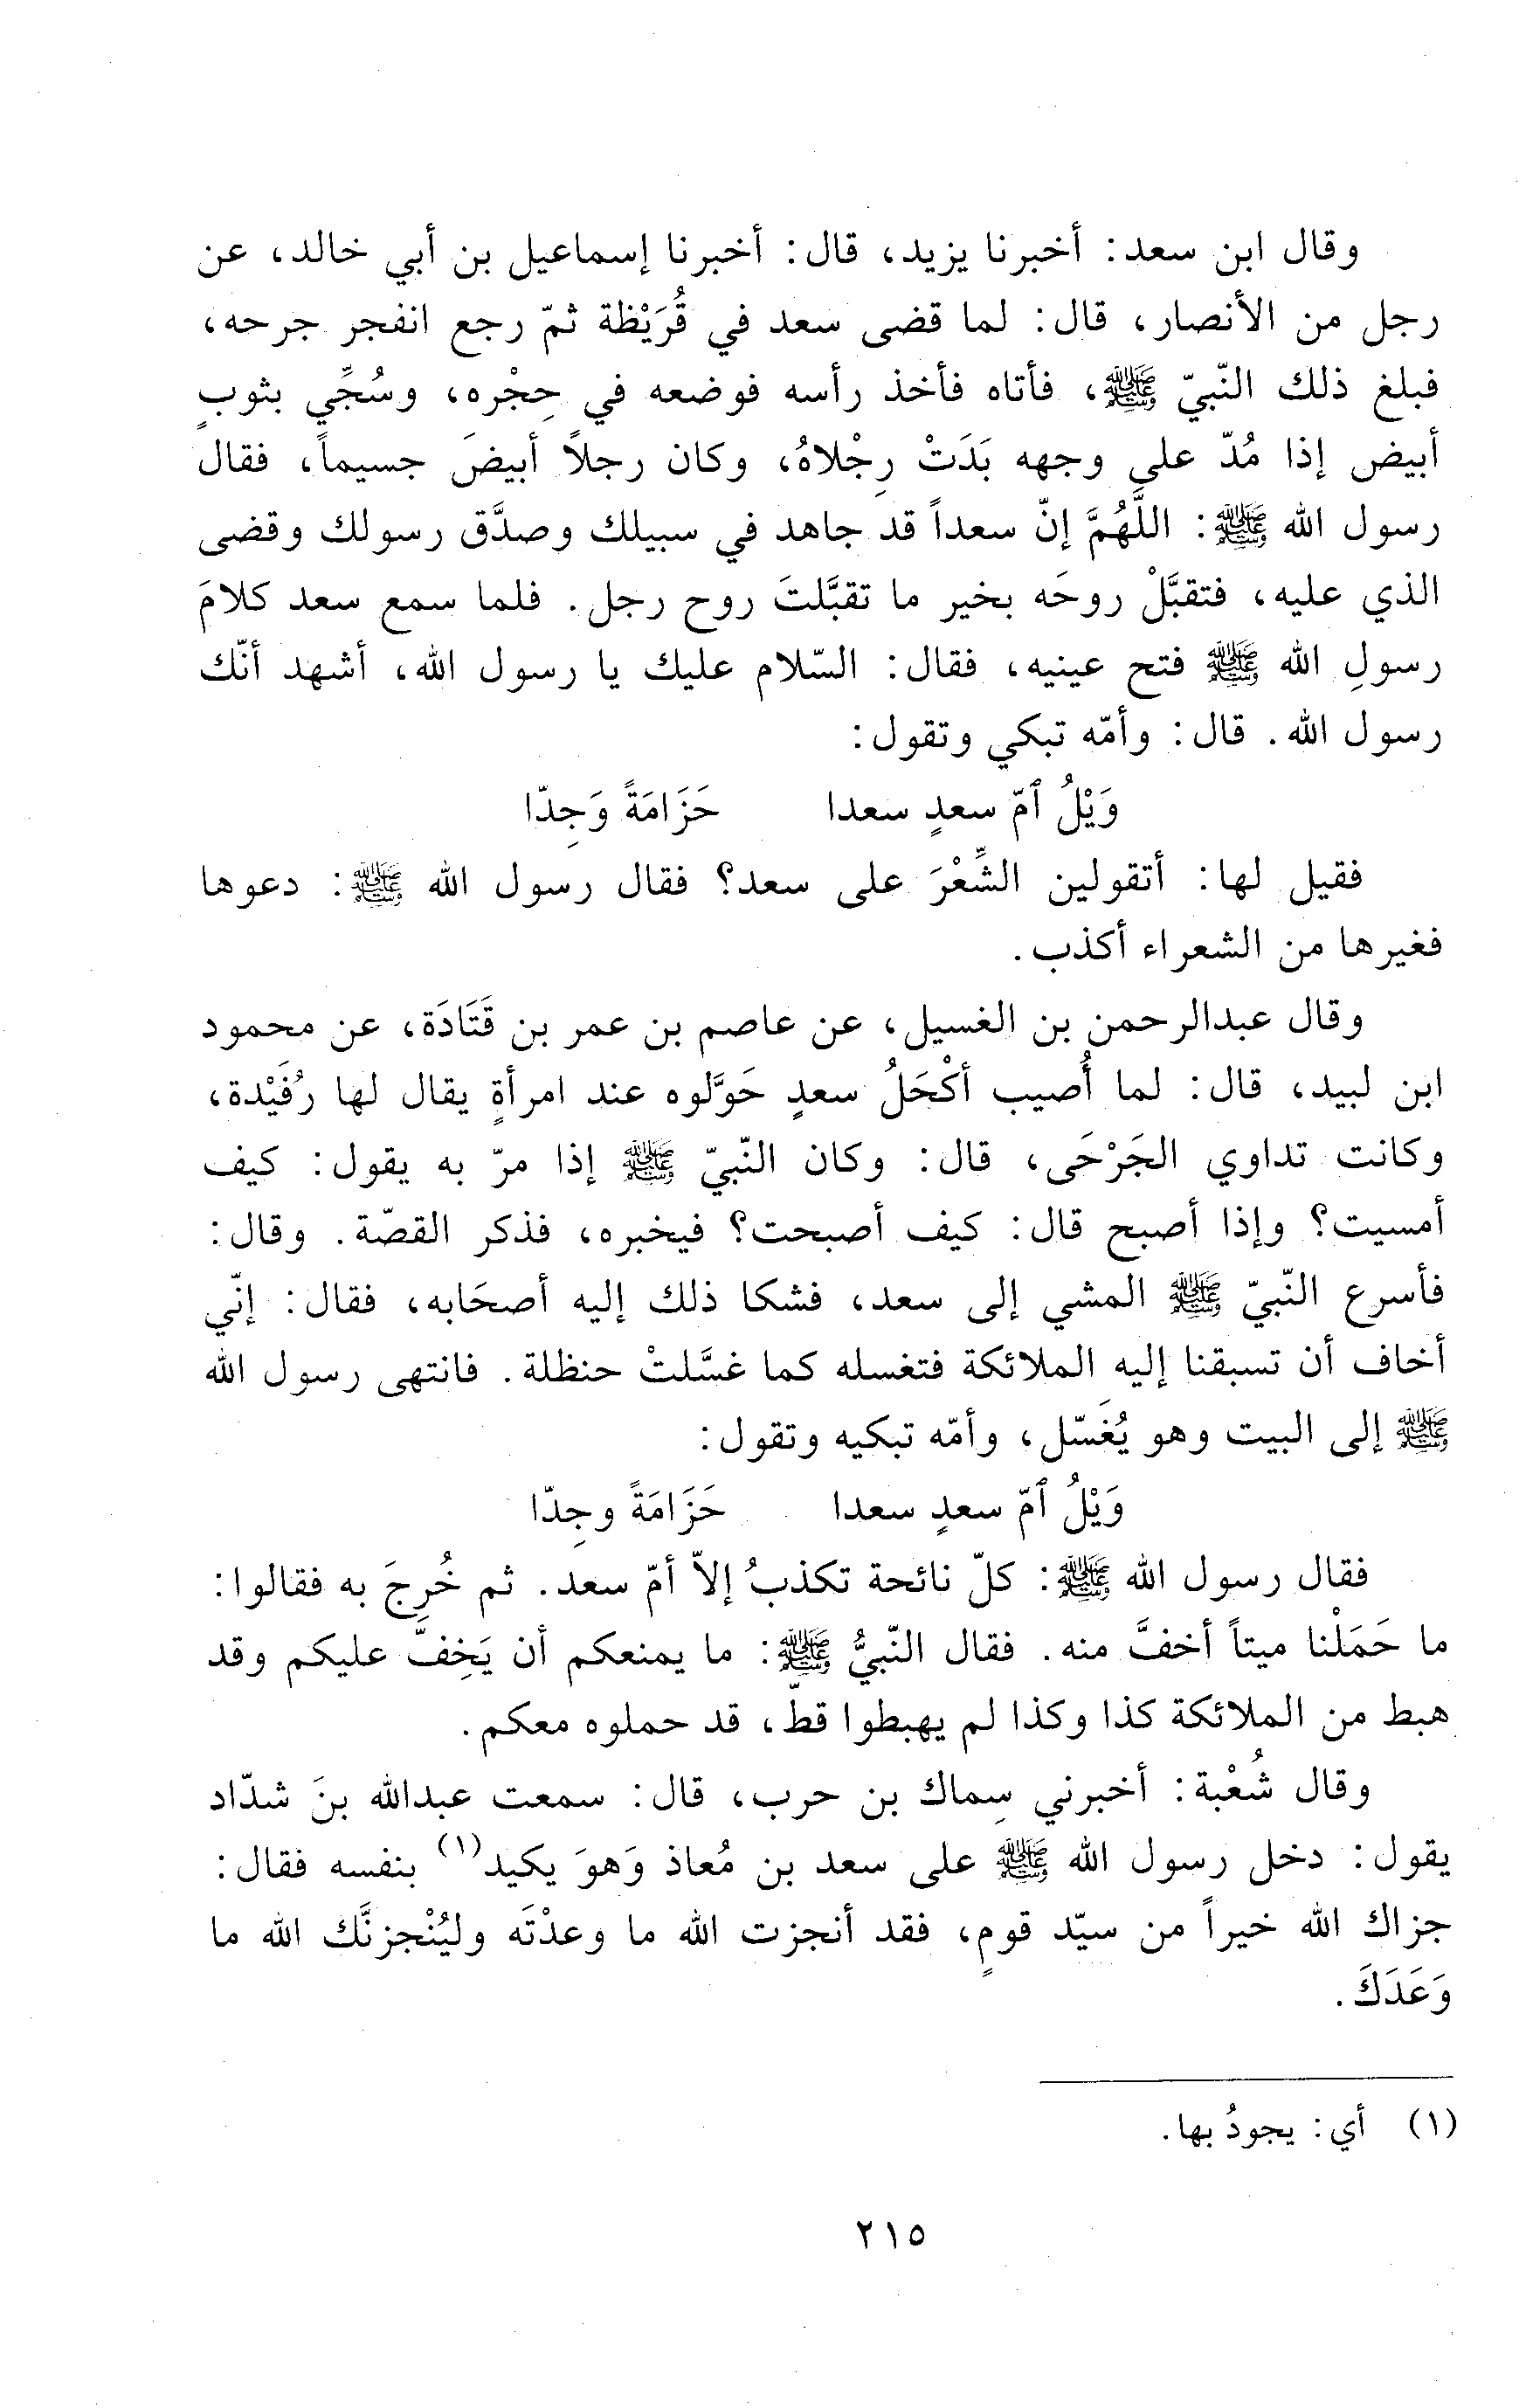 وقال ابن سعد: أخبرنا يزيد، قال: أخبرنا إسماعيل بن أبي خالد، عن
رجل من الأنصار، قال: لما قضى سعد في قُرَيْظة ثمّ رجع انفجر جرحه،
فبلغ ذلك النّبيّ ﷺ، فأتاه فأخذ رأسه فوضعه في حِجْره، وسُجِّي بثوبٍ
أبيض إذا مُدّ على وجهه بَدَتْ رِجْلاهُ، وكان رجلاً أبيضَ جسيماً، فقال
رسول الله ﷺ: اللَّهُمَّ إنّ سعداً قد جاهد في سبيلك وصدَّق رسولك وقضى
الذي عليه، فتقبَّلْ روحَه بخير ما تقبَّلتَ روح رجل. فلما سمع سعد كلامَ
رسولِ الله ﷺ فتح عينيه، فقال: السّلام عليك يا رسول الله، أشهد أنّك
رسول الله. قال: وأمّه تبكي وتقول:
وَيْلُ ٱمّ سعدٍ سعدا حَزَامَةً وَجِدّا
فقيل لها: أتقولين الشِّعْرَ على سعد؟ فقال رسول الله ﷺ: دعوها
فغيرها من الشعراء أكذب.
وقال عبدالرحمن بن الغسيل، عن عاصم بن عمر بن قَتَادَة، عن محمود
ابن لبيد، قال: لما أُصيب أكْحَلُ سعدٍ حَوَّلوه عند امرأةٍ يقال لها رُفَيْدة،
وكانت تداوي الجَرْحَى، قال: وكان النّبيّ ﷺ إذا مرّ به يقول: كيف
أمسيت؟ وإذا أصبح قال: كيف أصبحت؟ فيخبره، فذكر القصّة. وقال:
فأسرع النّبيّ ﷺ المشي إلى سعد، فشكا ذلك إليه أصحَابه، فقال: إنّي
أخاف أن تسبقنا إليه الملائكة فتغسله كما غسَّلتْ حنظلة. فانتهى رسول الله
ﷺ إلى البيت وهو يُغَسّل، وأمّه تبكيه وتقول:
وَيْلُ ٱمّ سعدٍ سعدا حَزَامَةً وجِدّا
فقال رسول الله ﷺ: كلّ نائحة تكذبُ إلاّ أمّ سعد. ثم خُرِجَ به فقالوا:
ما حَمَلْنا ميتاً أخفَّ منه. فقال النّبيُّ ﷺ: ما يمنعكم أن يَخِفَّ عليكم وقد
هبط من الملائكة كذا وكذا لم يهبطوا قطّ، قد حملوه معكم.
وقال شُعْبة: أخبرني سِماك بن حرب، قال: سمعت عبدالله بنَ شدّاد
يقول: دخل رسول الله ﷺ على سعد بن مُعاذ وَهوَ يكيد(١) بنفسه فقال:
جزاك الله خيراً من سيّد قومٍ، فقد أنجزت الله ما وعدْتَه وليُنْجزنَّك الله ما
وَعَدَكَ.
(١) أي: يجودُ بها.
٢١٥